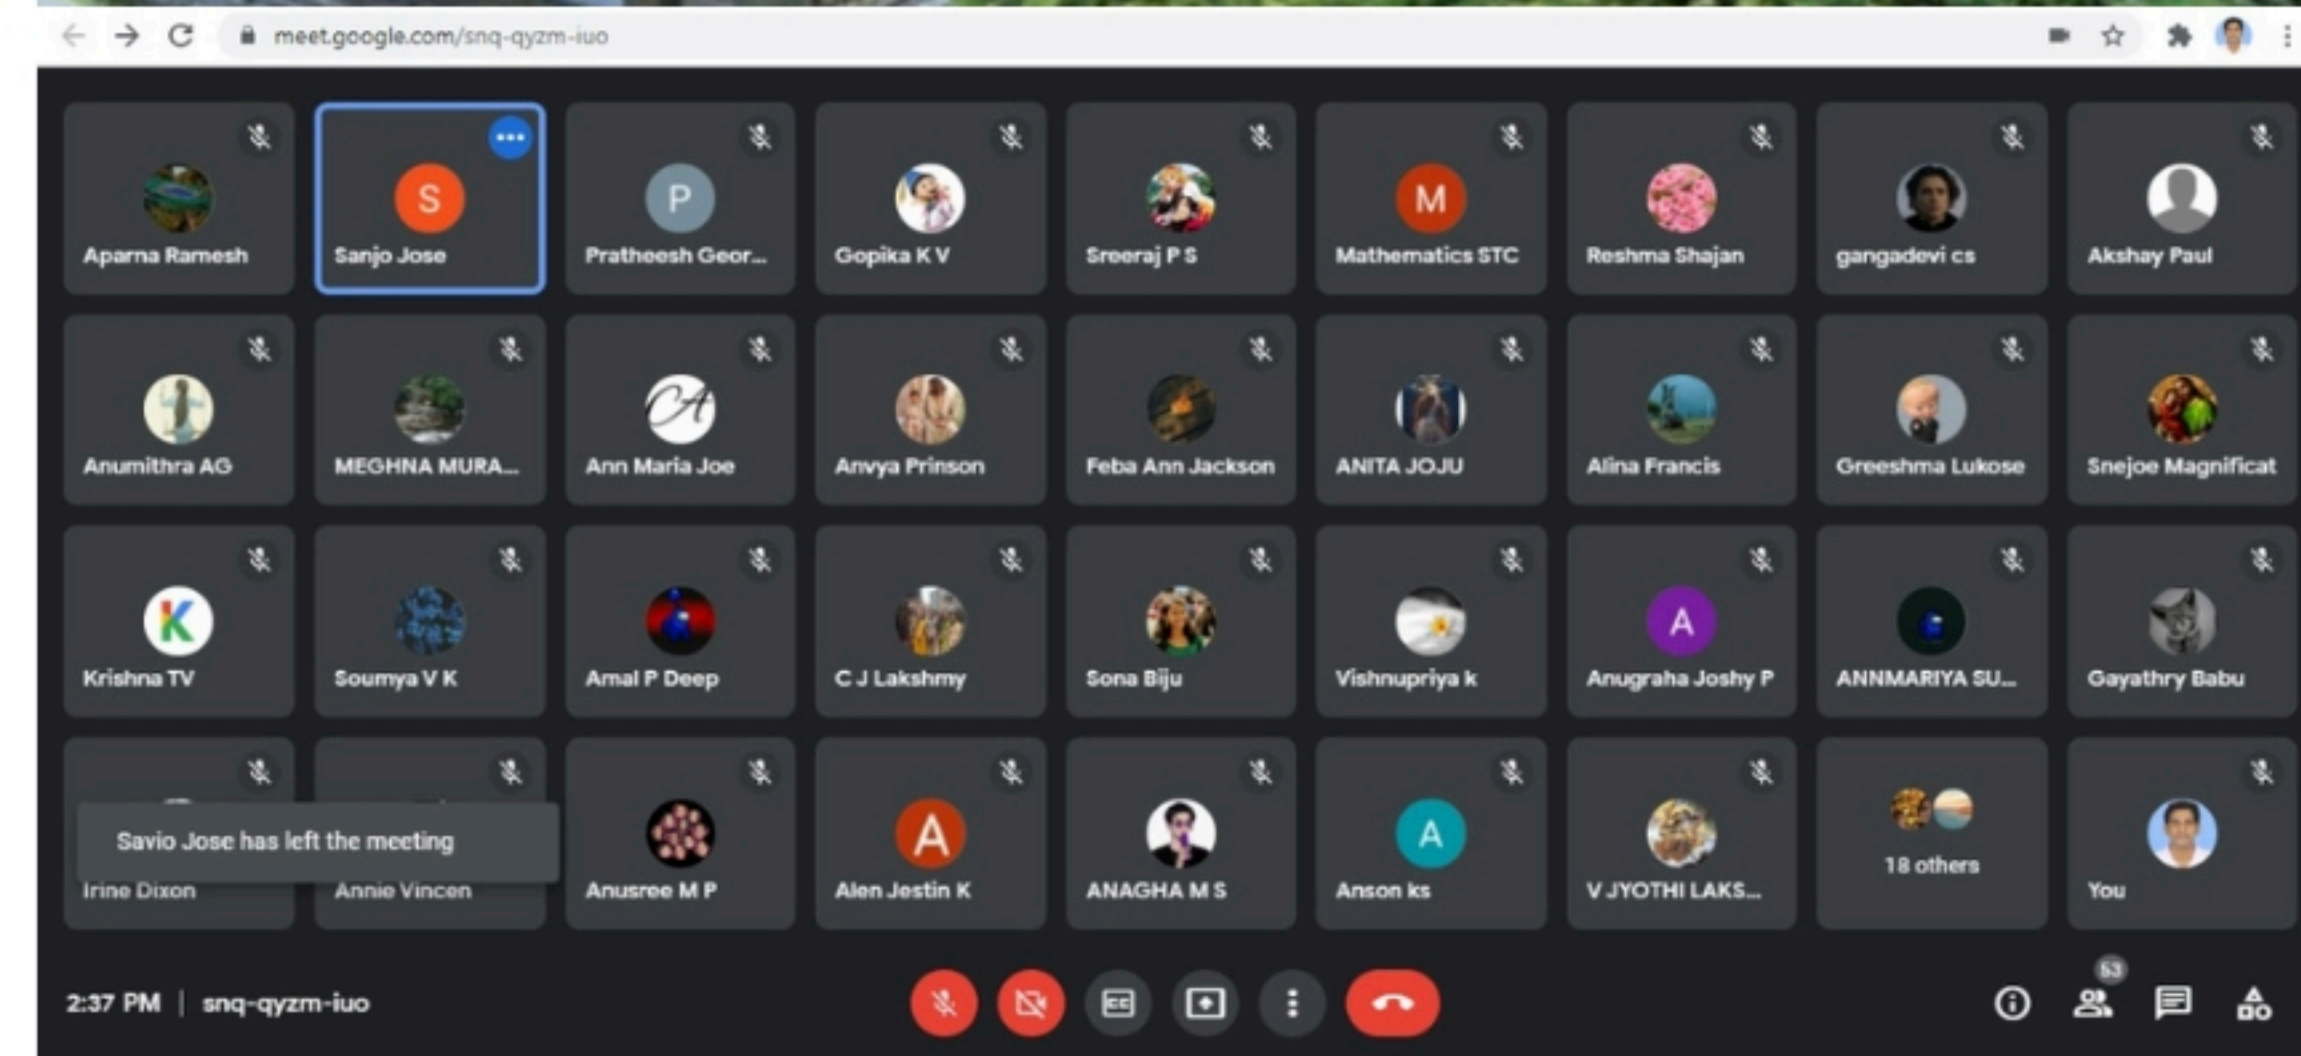 meet.google.com/snq-qyzm-iuo
S
P
M
Aparna Ramesh
Sanjo Jose
Pratheesh Geor...
Gopika K V
Sreeraj P S
Mathematics STC
Reshma Shajan
gangadevi cs
Akshay Paul
CA
Anumithra AG
MEGHNA MURA...
Ann Maria Joe
Anvya Prinson
Feba Ann Jackson
ANITA JOJU
Alina Francis
Greeshma Lukose
Snejoe Magnificat
K
A
Krishna TV
Soumya V K
Amal P Deep
C J Lakshmy
Sona Biju
Vishnupriya k
Anugraha Joshy P
ANNMARIYA SU...
Gayathry Babu
Savio Jose has left the meeting
A
A
18 others
Irine Dixon
Annie Vincen
Anusree M P
Alen Jestin K
ANAGHA M S
Anson ks
V JYOTHI LAKS...
You
53
2:37 PM | snq-qyzm-iuo
CC